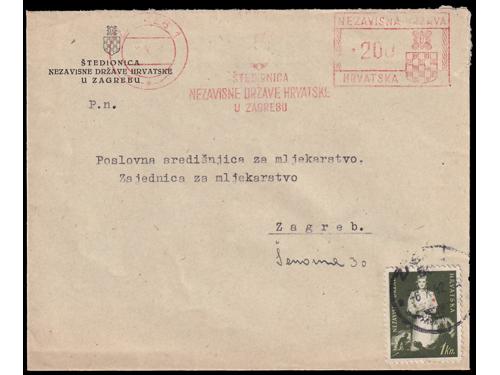 ŠTEDIONICA
NEZAVISNE DRŽAVE HRVATSKE
U ZAGREBU
ŠTEDIONICA
NEZAVISNE DRŽAVE HRVATSKE
U ZAGREBU
NEZAVISNA DRŽAVA
200
HRVATSKA
P.n.
Poslovna središnjica za mljekarstvo.
Zajednica za mljekarstvo
Zagreb.
Šenoina 30
HRVATSKA
1 Kn.